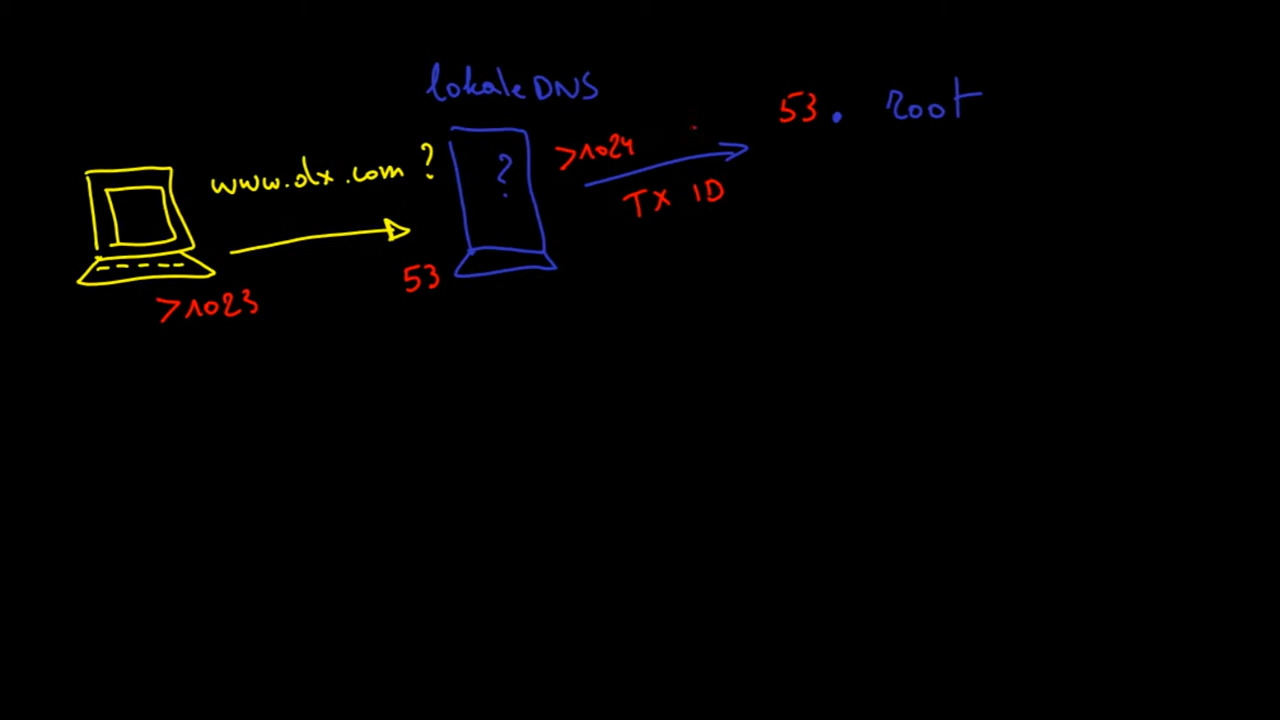 lokale DNS
53 . root
www.dx.com ?
?
>1024
TX ID
53
>1023